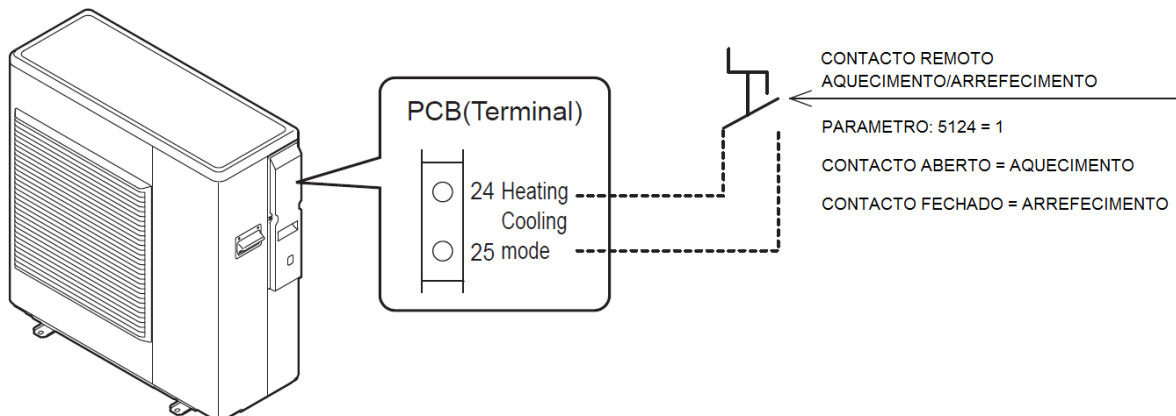 PCB(Terminal)
24 Heating
Cooling
25 mode
CONTACTO REMOTO
AQUECIMENTO/ARREFECIMENTO
PARAMETRO: 5124 = 1
CONTACTO ABERTO = AQUECIMENTO
CONTACTO FECHADO = ARREFECIMENTO